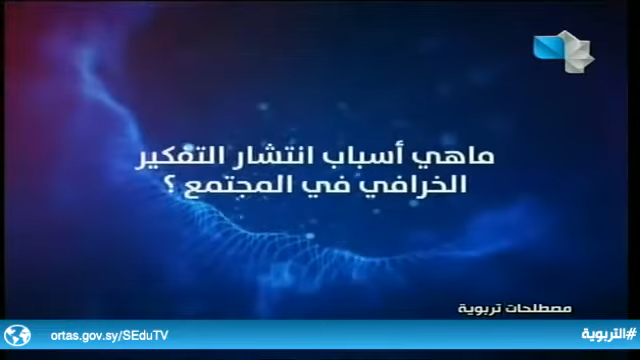 ماهي أسباب انتشار التفكير
الخرافي في المجتمع ؟
مصطلحات تربوية
#التربوية
ortas.gov.sy/SEduTV